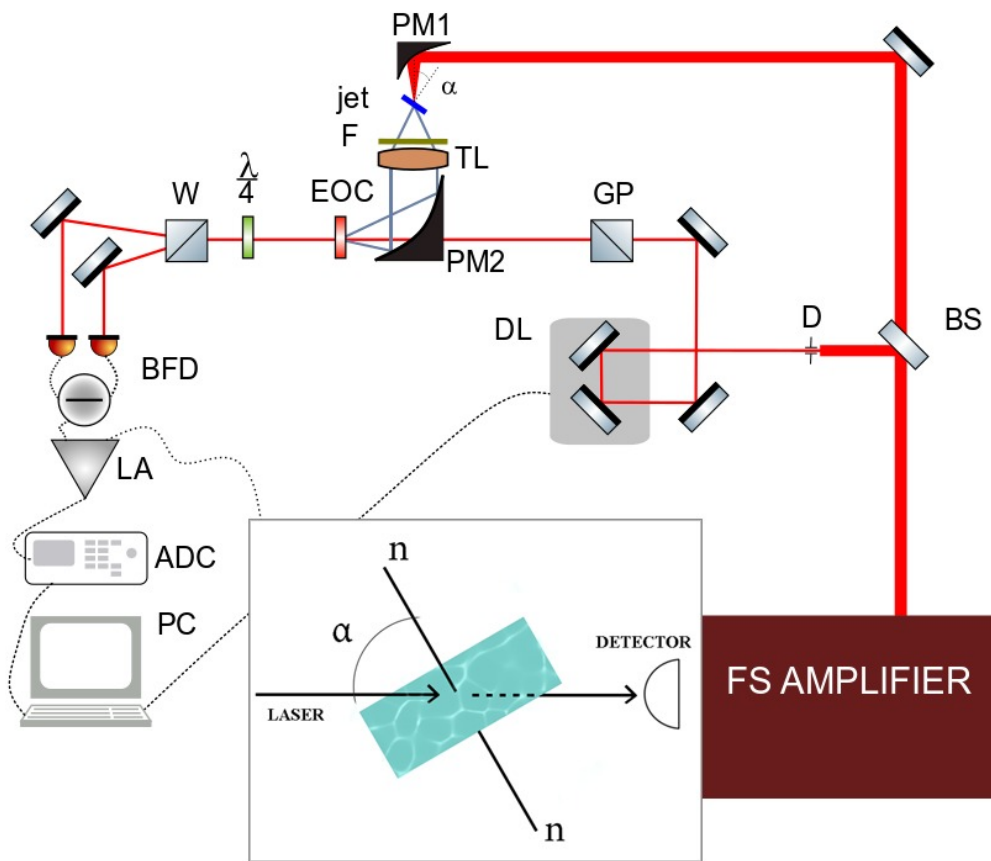 PM1
α
jet
F
TL
λ
4
W
EOC
GP
PM2
DL
D
BS
BFD
LA
ADC
PC
n
α
DETECTOR
LASER
n
FS AMPLIFIER